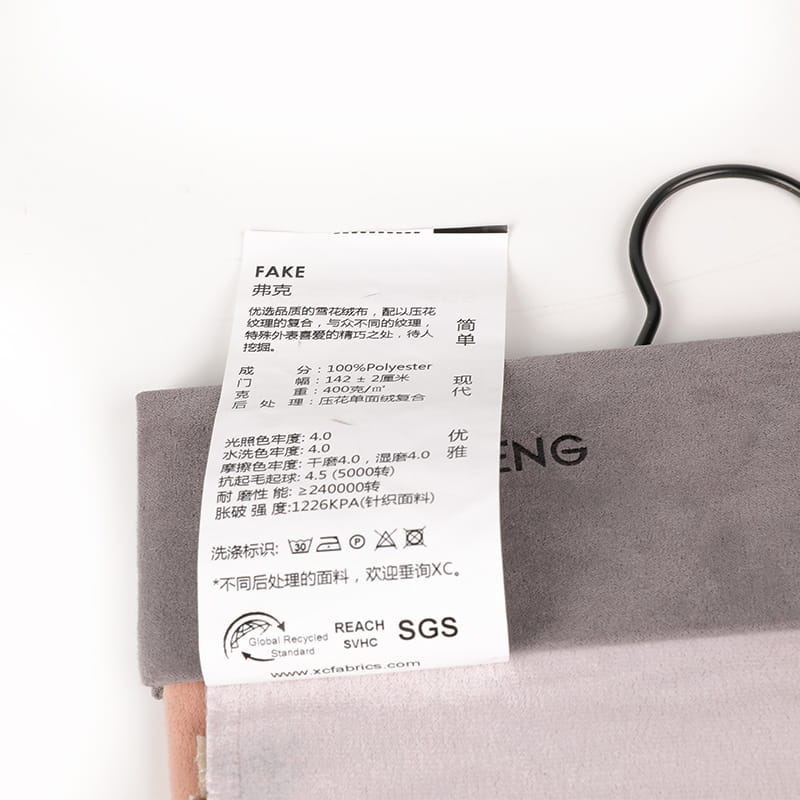 FAKE
弗克
优选品质的雪花绒布，配以压花
纹理的复合，与众不同的纹理，
特殊外表喜爱的精巧之处，待人
挖掘。
简单
成 分：100%Polyester
门 幅：142 ± 2厘米
克 重：400克/㎡
后 处 理：压花单面绒复合
现代
光照色牢度: 4.0
水洗色牢度: 4.0
摩擦色牢度: 干磨4.0，湿磨4.0
抗起毛起球: 4.5 (5000转)
耐 磨性 能: ≥240000转
胀破 强 度:1226KPA(针织面料)
优雅
洗涤标识: 30 P
*不同后处理的面料，欢迎垂询XC。
Global Recycled
Standard
REACH
SVHC
SGS
www.xcfabrics.com
ENG